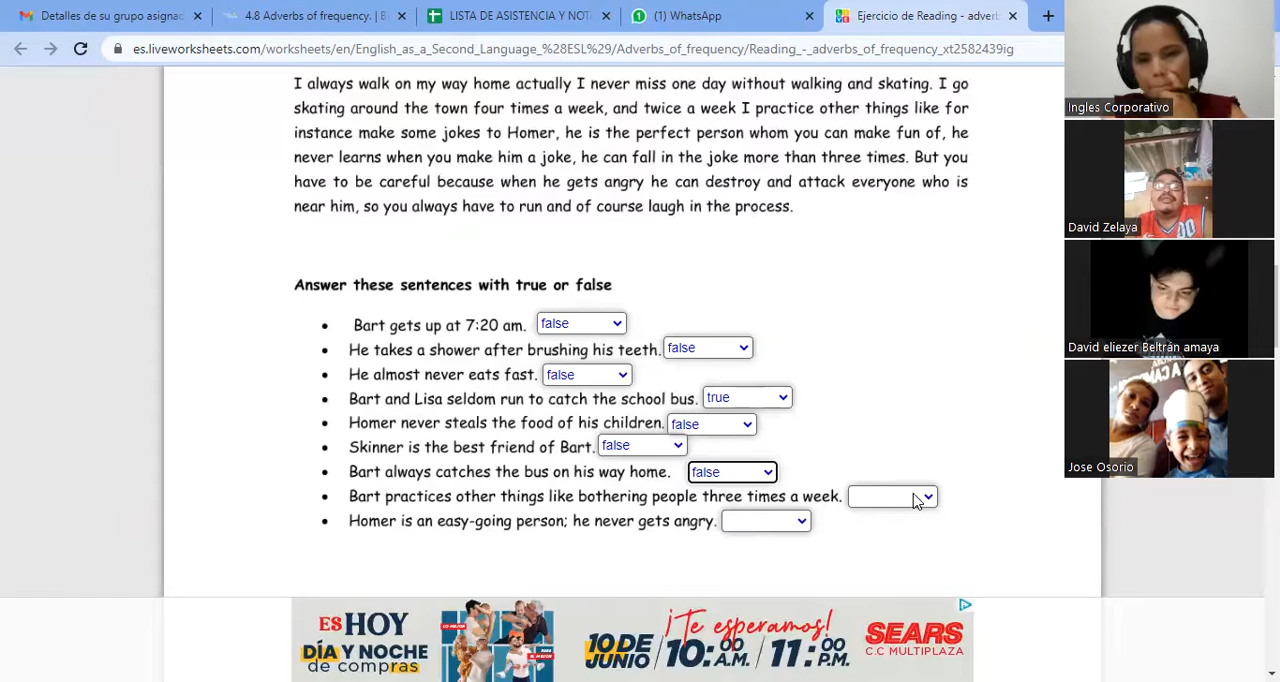 Detalles de su grupo asignac
4.8 Adverbs of frequency. | B
LISTA DE ASISTENCIA Y NOT
(1) WhatsApp
Ejercicio de Reading - adverb
es.liveworksheets.com/worksheets/en/English_as_a_Second_Language_%28ESL%29/Adverbs_of_frequency/Reading_-_adverbs_of_frequency_xt2582439ig
I always walk on my way home actually I never miss one day without walking and skating. I go
skating around the town four times a week, and twice a week I practice other things like for
instance make some jokes to Homer, he is the perfect person whom you can make fun of, he
never learns when you make him a joke, he can fall in the joke more than three times. But you
have to be careful because when he gets angry he can destroy and attack everyone who is
near him, so you always have to run and of course laugh in the process.
Answer these sentences with true or false
Bart gets up at 7:20 am. false
He takes a shower after brushing his teeth. false
He almost never eats fast. false
Bart and Lisa seldom run to catch the school bus. true
Homer never steals the food of his children. false
Skinner is the best friend of Bart. false
Bart always catches the bus on his way home. false
Bart practices other things like bothering people three times a week.
Homer is an easy-going person; he never gets angry.
Ingles Corporativo
David Zelaya
David eliezer Beltrán amaya
Jose Osorio
ES HOY
DÍA Y NOCHE
de compras
¡Te esperamos!
10 DE JUNIO / 10:00 A.M. / 11:00 P.M.
SEARS
C.C MULTIPLAZA